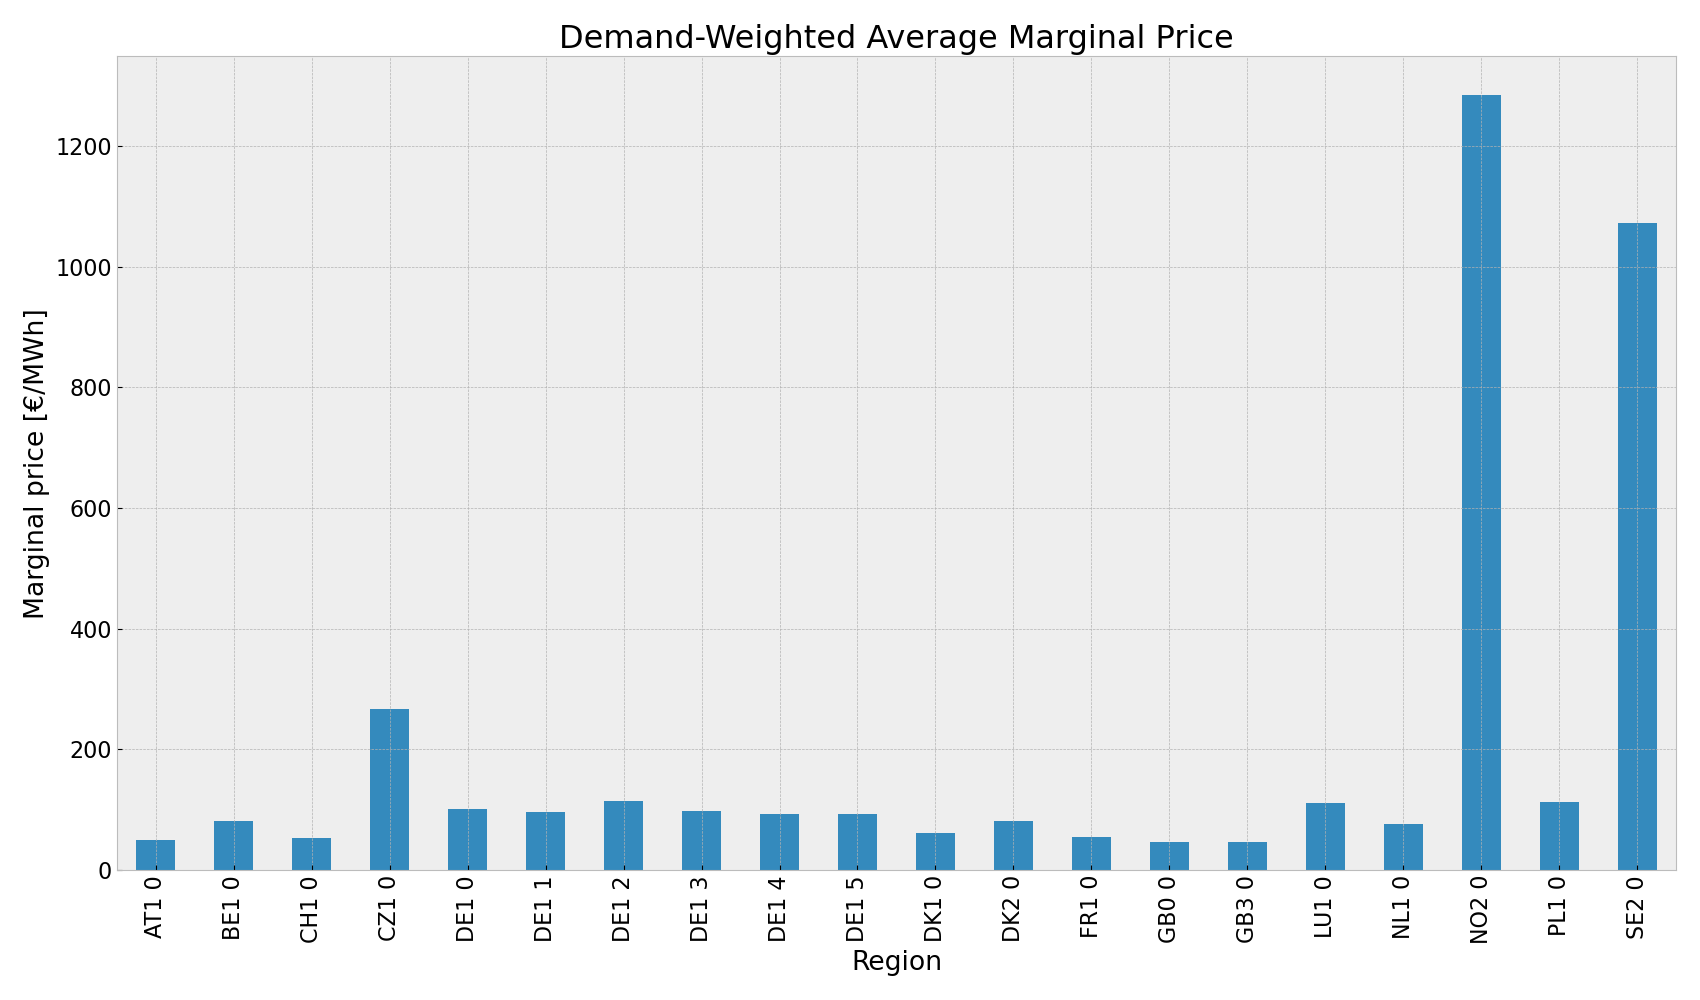 Demand-Weighted Average Marginal Price
Marginal price [€/MWh]
1200
1000
800
600
400
200
0
AT1 0
BE1 0
CH1 0
CZ1 0
DE1 0
DE1 1
DE1 2
DE1 3
DE1 4
DE1 5
DK1 0
DK2 0
FR1 0
GB0 0
GB3 0
LU1 0
NL1 0
NO2 0
PL1 0
SE2 0
Region